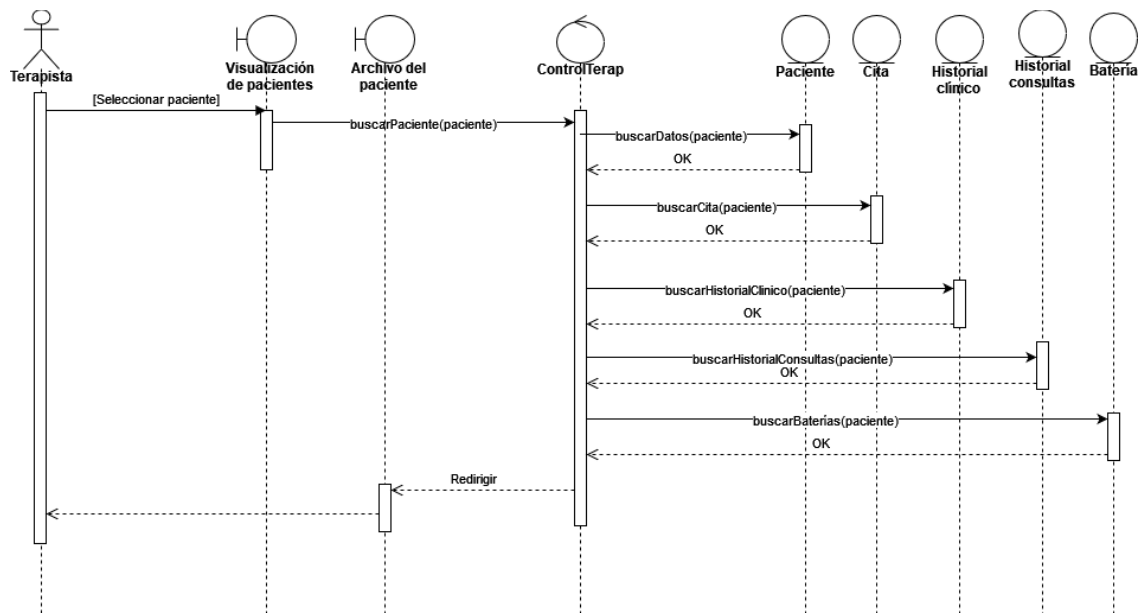 Terapista
Visualización
de pacientes
Archivo del
paciente
ControlTerap
Paciente
Cita
Historial
clínico
Historial
consultas
Batería
[Seleccionar paciente]
buscarPaciente(paciente)
buscarDatos(paciente)
OK
buscarCita(paciente)
OK
buscarHistorialClinico(paciente)
OK
buscarHistorialConsultas(paciente)
OK
buscarBaterías(paciente)
OK
Redirigir